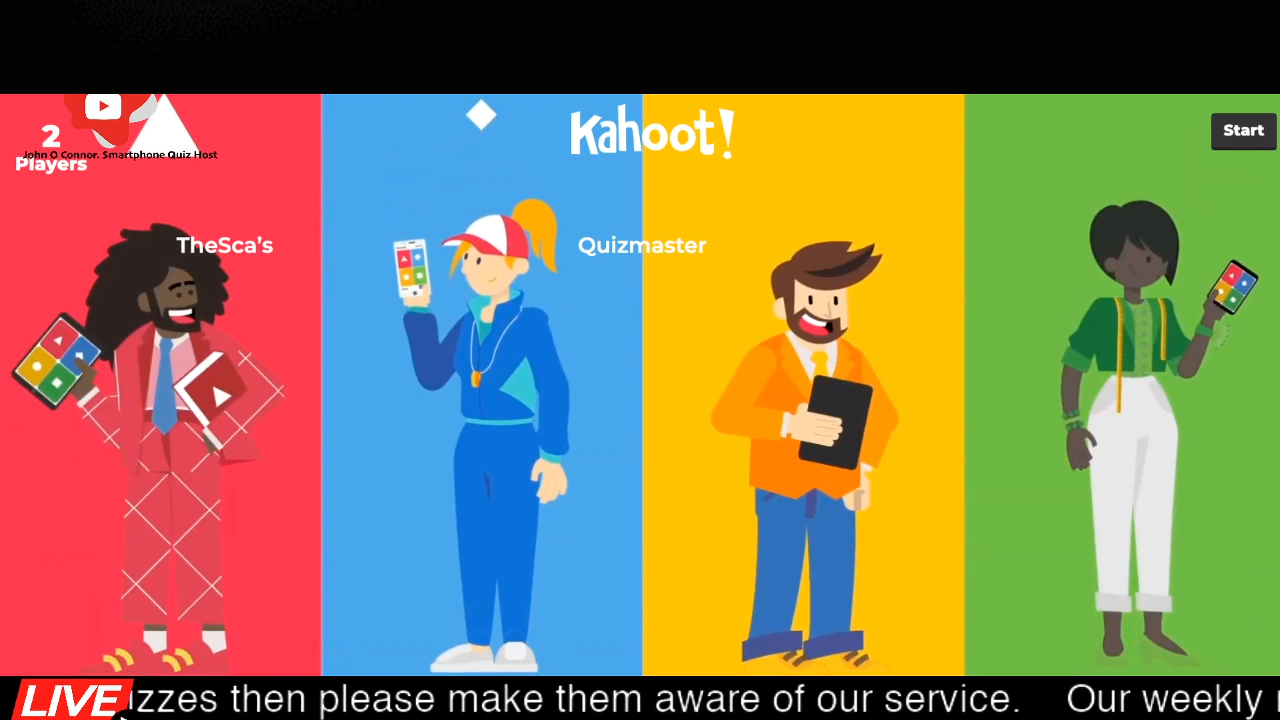 Kahoot!
Start
2
Players
John O Connor. Smartphone Quiz Host
TheSca's
Quizmaster
LIVE
izzes then please make them aware of our service. Our weekly